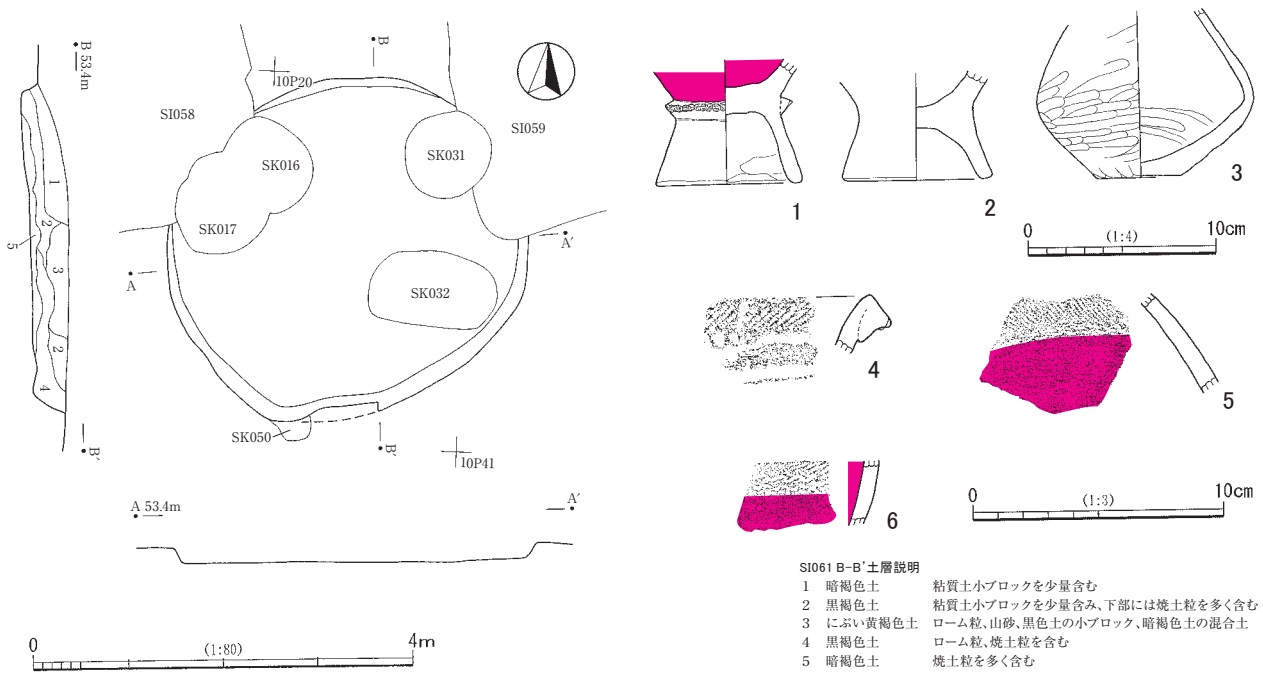 B 53.4m
B
10P20
SI058
SI059
SK016
SK031
SK017
A
A′
SK032
SK050
B′
B′
10P41
1
2
3
2
4
5
A 53.4m
A′
0 (1:80) 4m
1
2
3
0 (1:4) 10cm
4
5
6
0 (1:3) 10cm
SI061 B-B'土層説明
1 暗褐色土 粘質土小ブロックを少量含む
2 黒褐色土 粘質土小ブロックを少量含み、下部には焼土粒を多く含む
3 にぶい黄褐色土 ローム粒、山砂、黒色土の小ブロック、暗褐色土の混合土
4 黒褐色土 ローム粒、焼土粒を含む
5 暗褐色土 焼土粒を多く含む